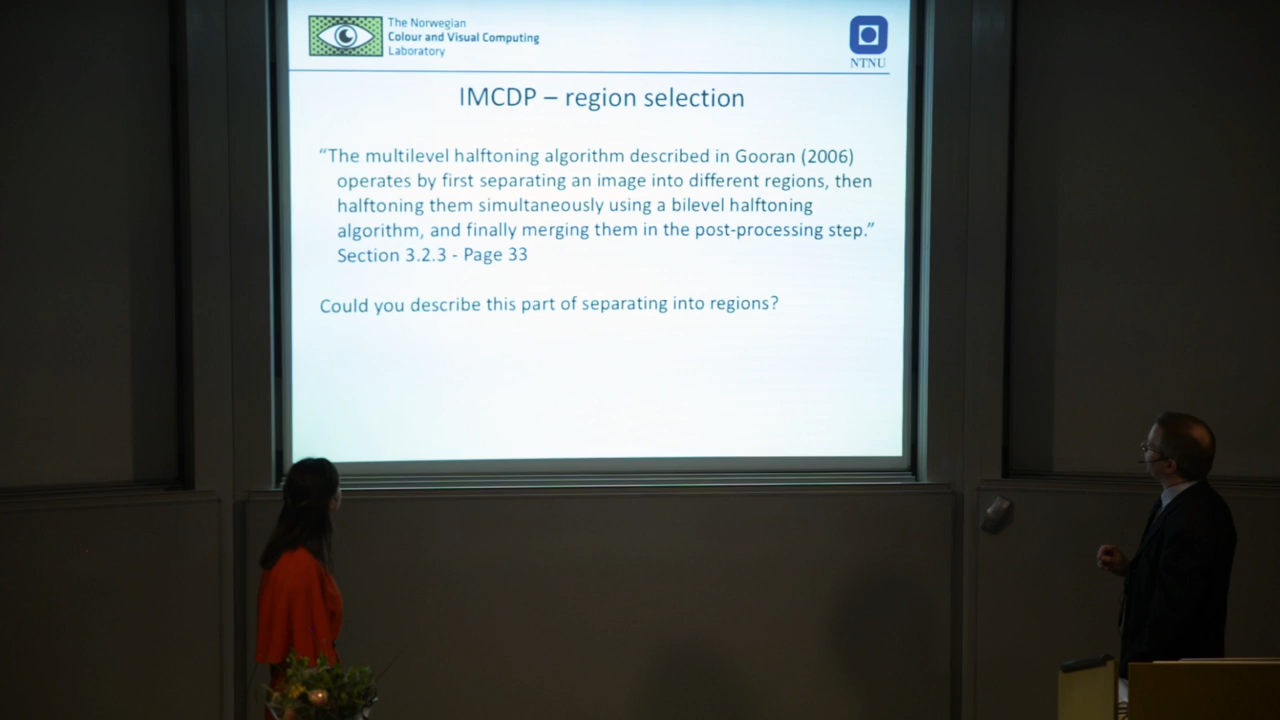 The Norwegian
Colour and Visual Computing
Laboratory
NTNU
IMCDP – region selection
“The multilevel halftoning algorithm described in Gooran (2006)
operates by first separating an image into different regions, then
halftoning them simultaneously using a bilevel halftoning
algorithm, and finally merging them in the post-processing step.”
Section 3.2.3 - Page 33
Could you describe this part of separating into regions?